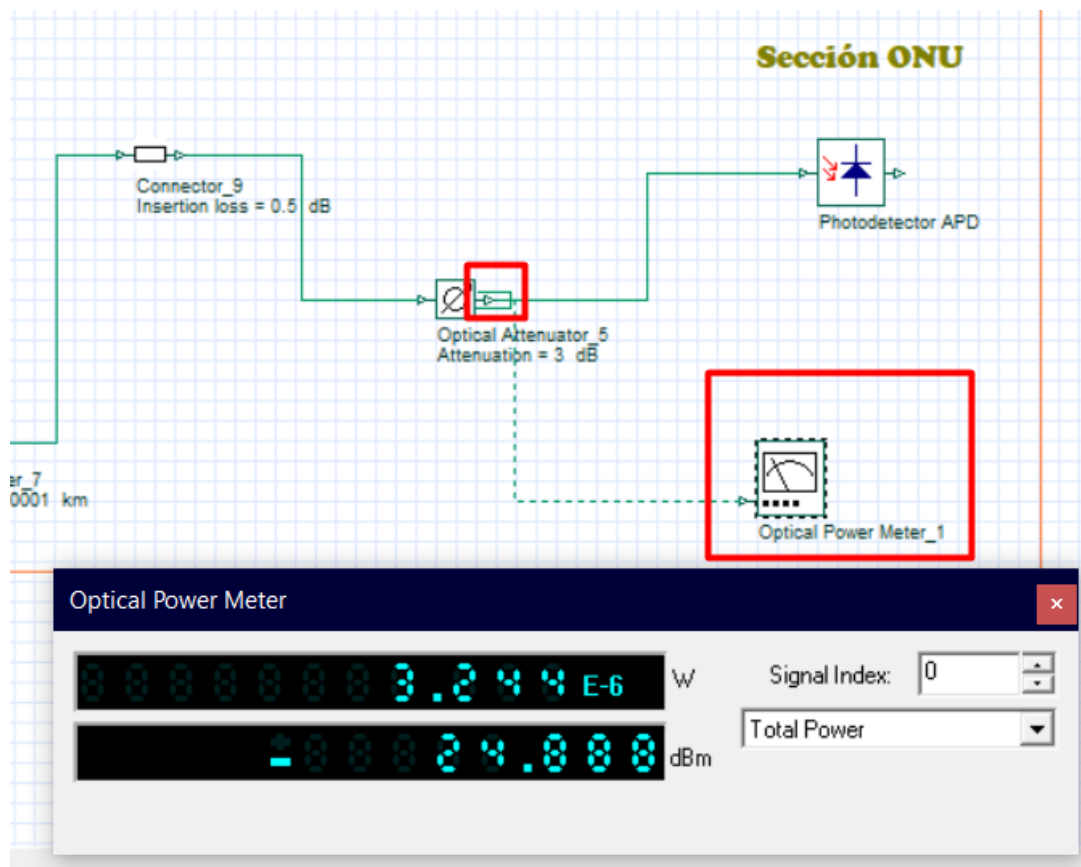 Sección ONU
Connector_9
Insertion loss = 0.5 dB
Photodetector APD
Optical Attenuator_5
Attenuation = 3 dB
er_7
0001 km
Optical Power Meter_1
Optical Power Meter
3.244 E-6 W
Signal Index: 0
Total Power
- 24.888 dBm